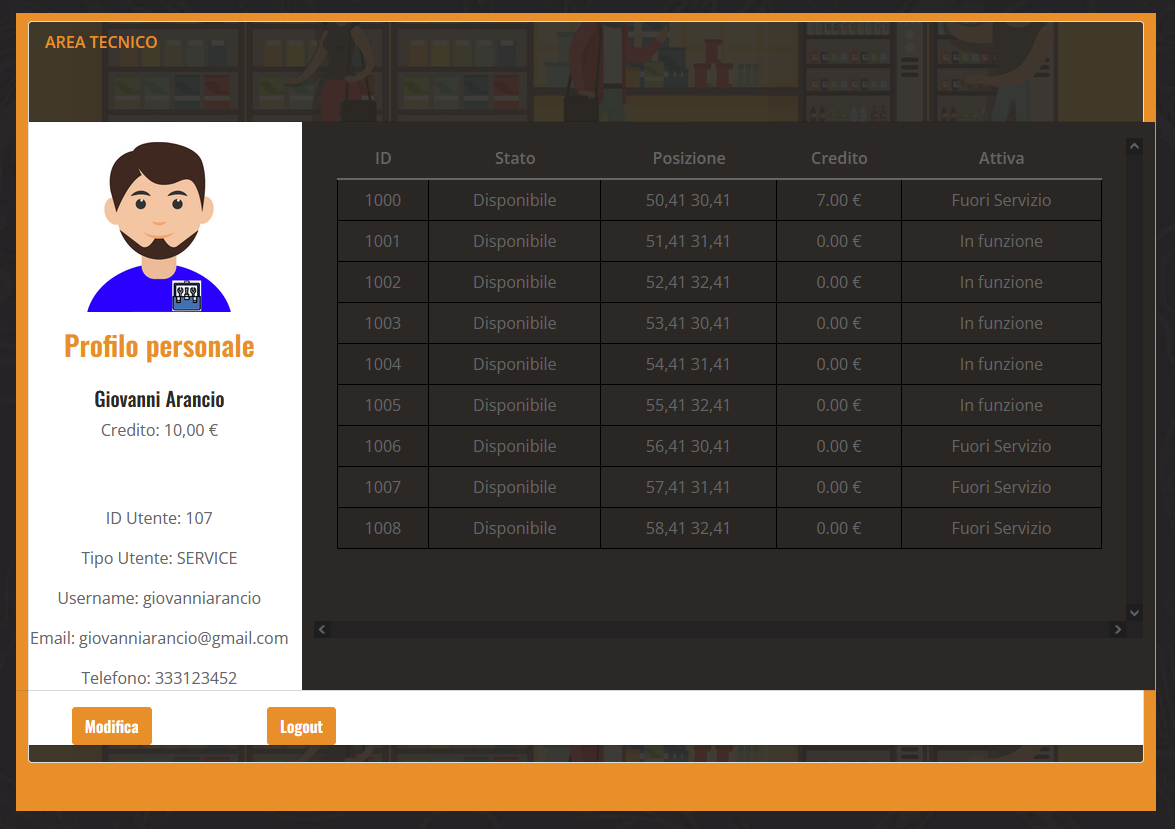 AREA TECNICO
Profilo personale
Giovanni Arancio
Credito: 10,00 €
ID Utente: 107
Tipo Utente: SERVICE
Username: giovanniarancio
Email: giovanniarancio@gmail.com
Telefono: 333123452
ID Stato Posizione Credito Attiva
1000 Disponibile 50,41 30,41 7.00 € Fuori Servizio
1001 Disponibile 51,41 31,41 0.00 € In funzione
1002 Disponibile 52,41 32,41 0.00 € In funzione
1003 Disponibile 53,41 30,41 0.00 € In funzione
1004 Disponibile 54,41 31,41 0.00 € In funzione
1005 Disponibile 55,41 32,41 0.00 € In funzione
1006 Disponibile 56,41 30,41 0.00 € Fuori Servizio
1007 Disponibile 57,41 31,41 0.00 € Fuori Servizio
1008 Disponibile 58,41 32,41 0.00 € Fuori Servizio
Modifica Logout